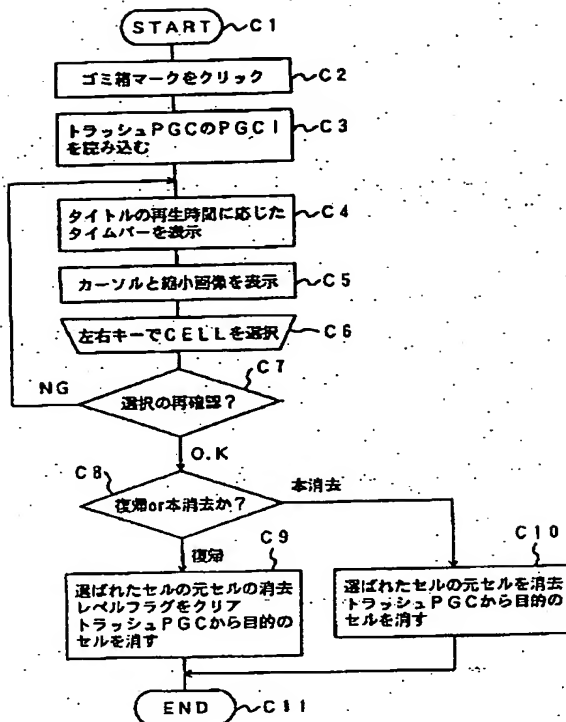 START
C1
ゴミ箱マークをクリック
C2
トラッシュPGCのPGCI
を読み込む
C3
タイトルの再生時間に応じた
タイムバーを表示
C4
カーソルと縮小画像を表示
C5
左右キーでCELLを選択
C6
C7
NG
選択の再確認?
O.K
C8
復帰or本消去か?
本消去
復帰
C9
選ばれたセルの元セルの消去
レベルフラグをクリア
トラッシュPGCから目的の
セルを消す
C10
選ばれたセルの元セルを消去
トラッシュPGCから目的の
セルを消す
END
C11